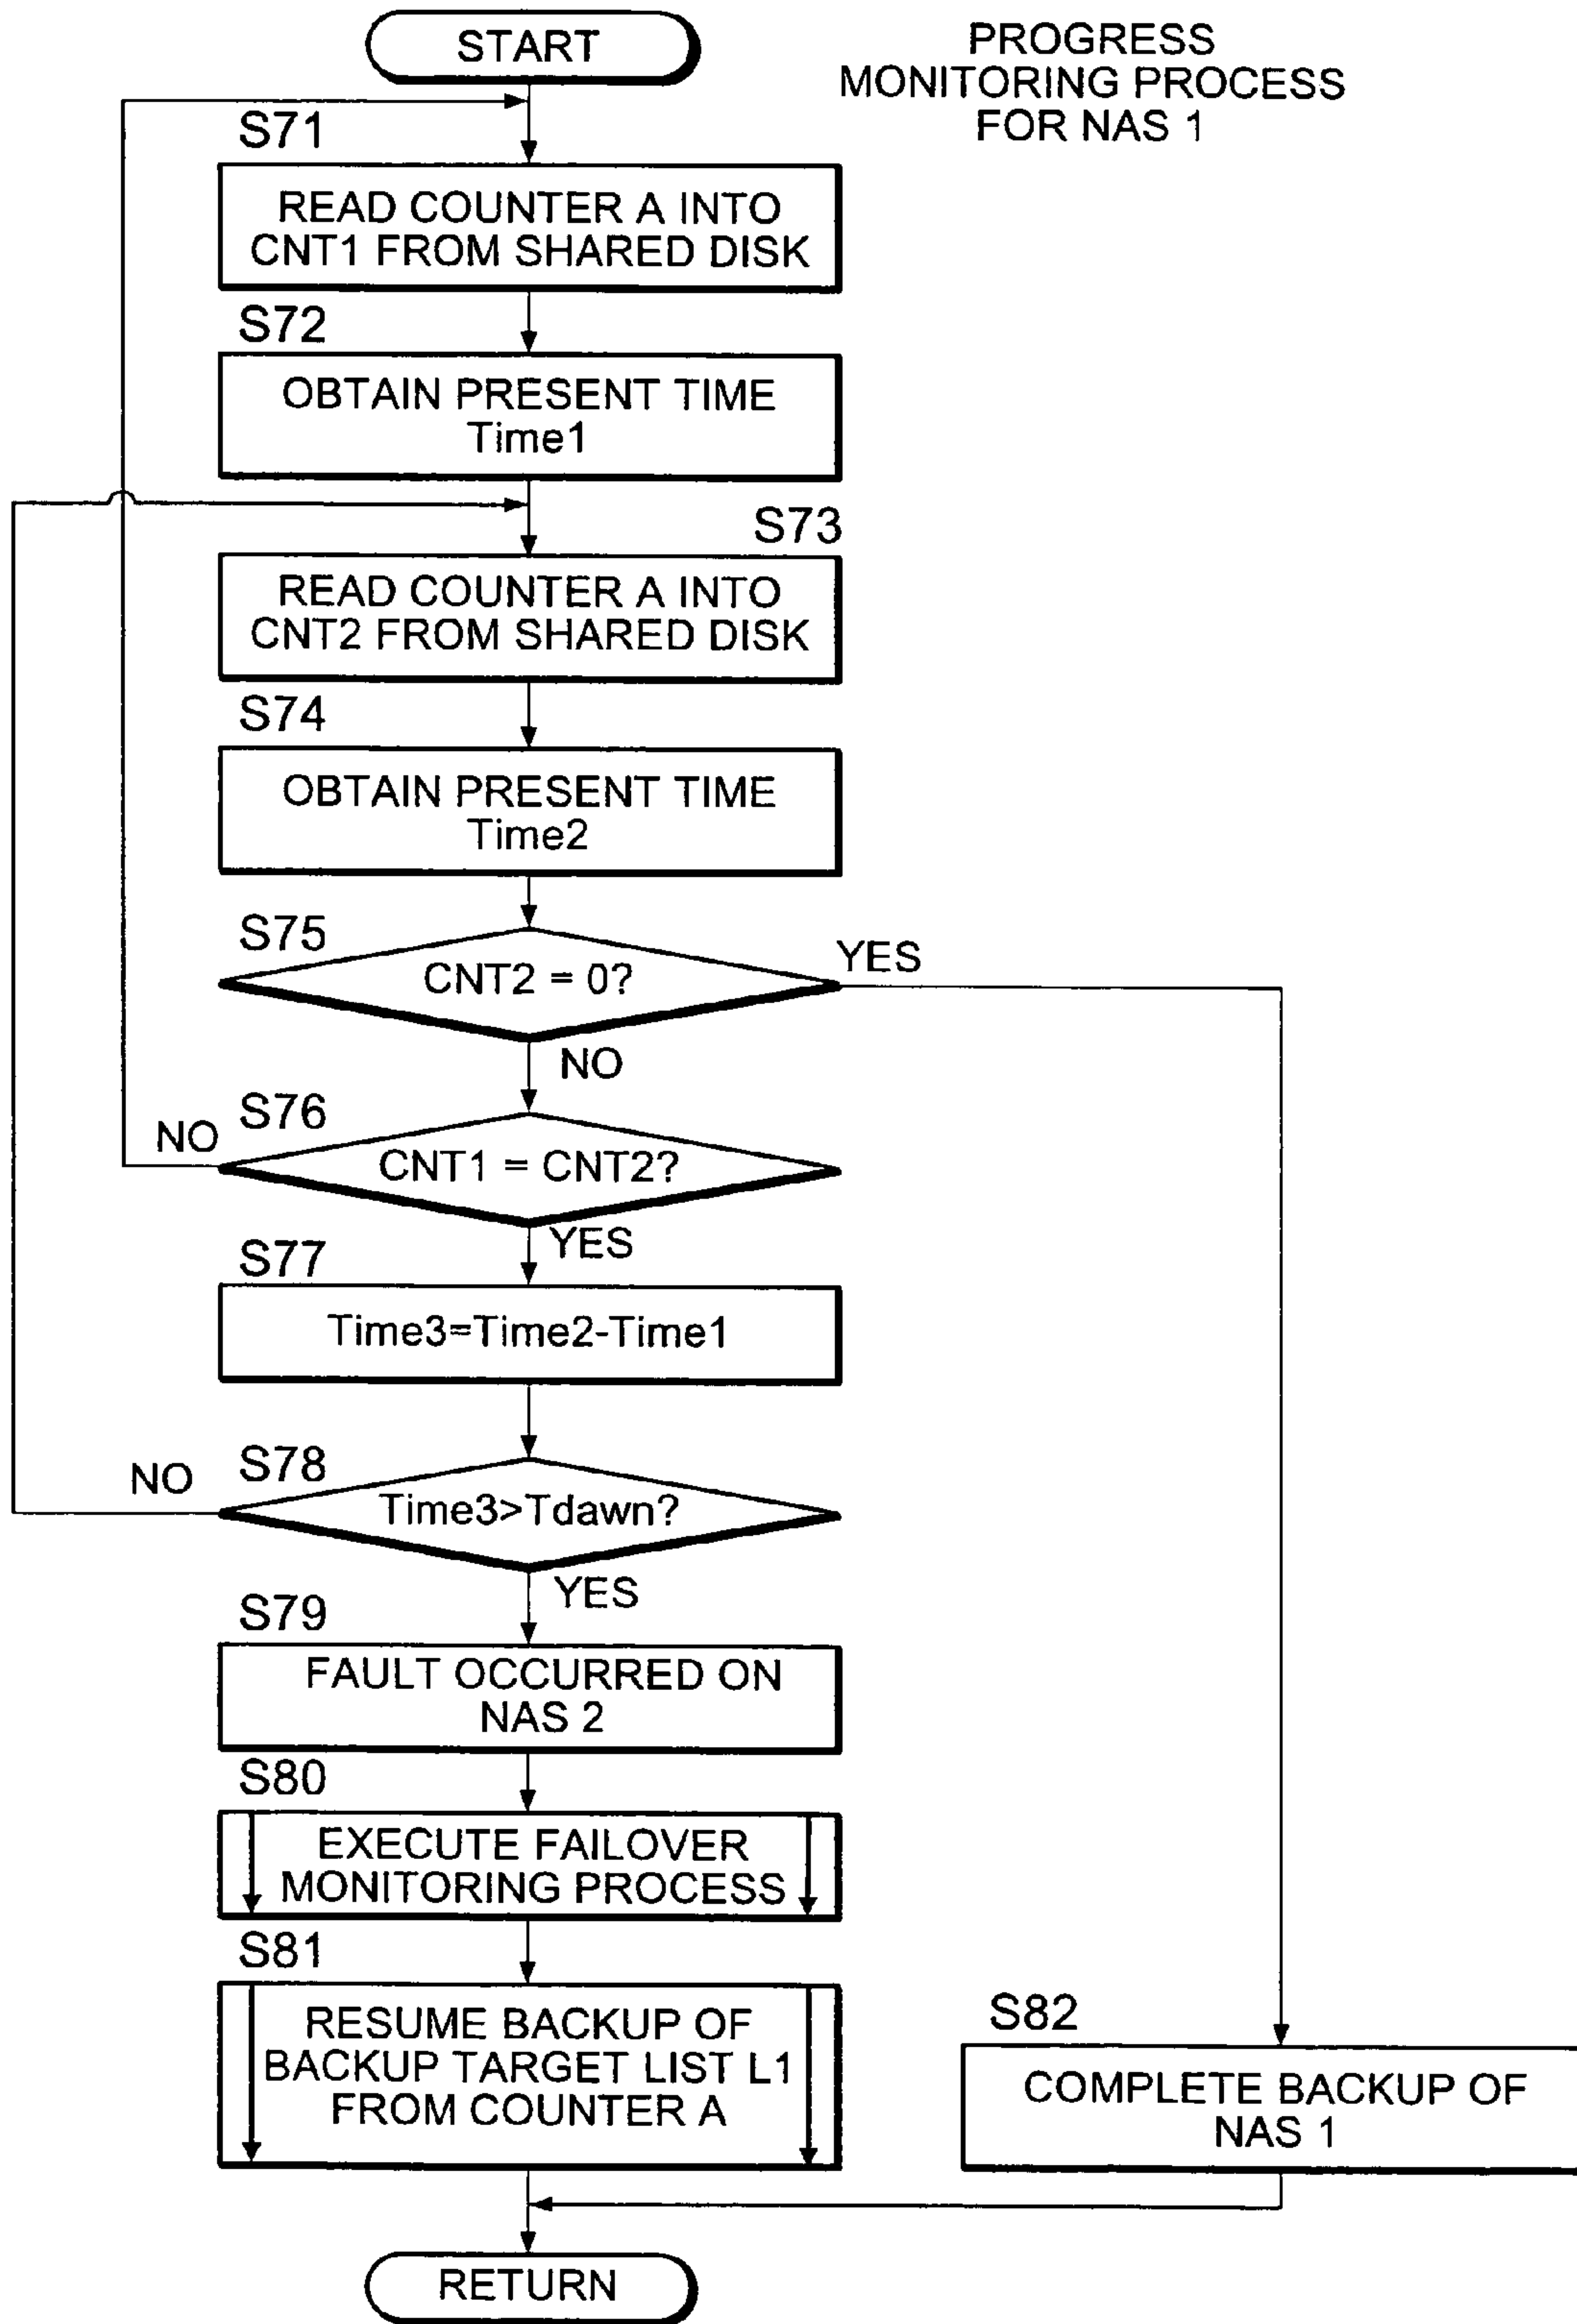 START
PROGRESS
MONITORING PROCESS
FOR NAS 1
S71
READ COUNTER A INTO
CNT1 FROM SHARED DISK
S72
OBTAIN PRESENT TIME
Time1
S73
READ COUNTER A INTO
CNT2 FROM SHARED DISK
S74
OBTAIN PRESENT TIME
Time2
S75
CNT2 = 0?
YES
NO
S76
NO
CNT1 = CNT2?
YES
S77
Time3=Time2-Time1
S78
NO
Time3>Tdawn?
YES
S79
FAULT OCCURRED ON
NAS 2
S80
EXECUTE FAILOVER
MONITORING PROCESS
S81
RESUME BACKUP OF
BACKUP TARGET LIST L1
FROM COUNTER A
S82
COMPLETE BACKUP OF
NAS 1
RETURN